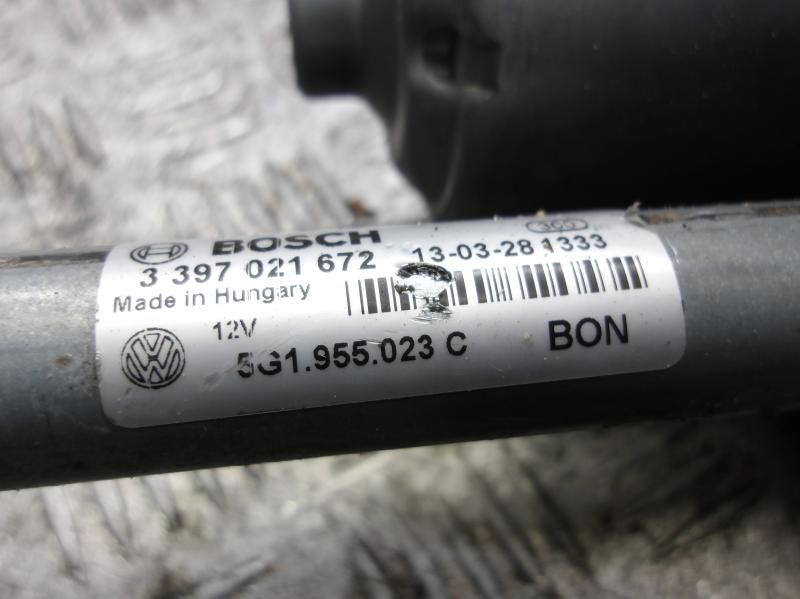 BOSCH
3 397 021 672 13-03-28 1333
Made in Hungary
12V
5G1.955.023 C BON